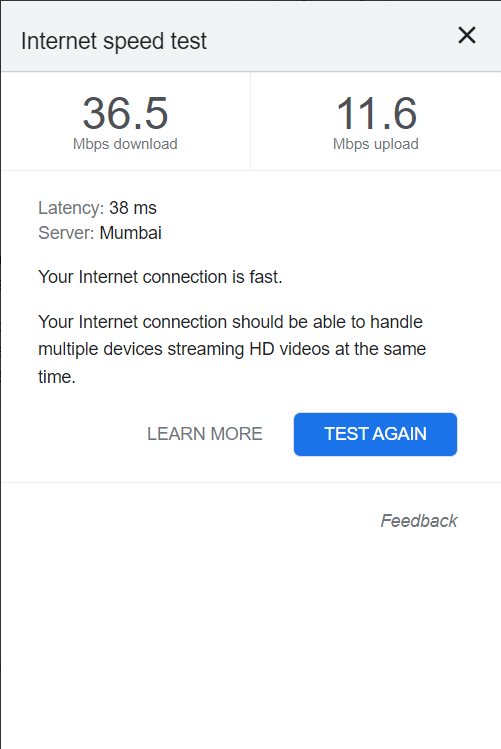 Internet speed test
36.5
Mbps download
11.6
Mbps upload
Latency: 38 ms
Server: Mumbai
Your Internet connection is fast.
Your Internet connection should be able to handle
multiple devices streaming HD videos at the same
time.
LEARN MORE
TEST AGAIN
Feedback